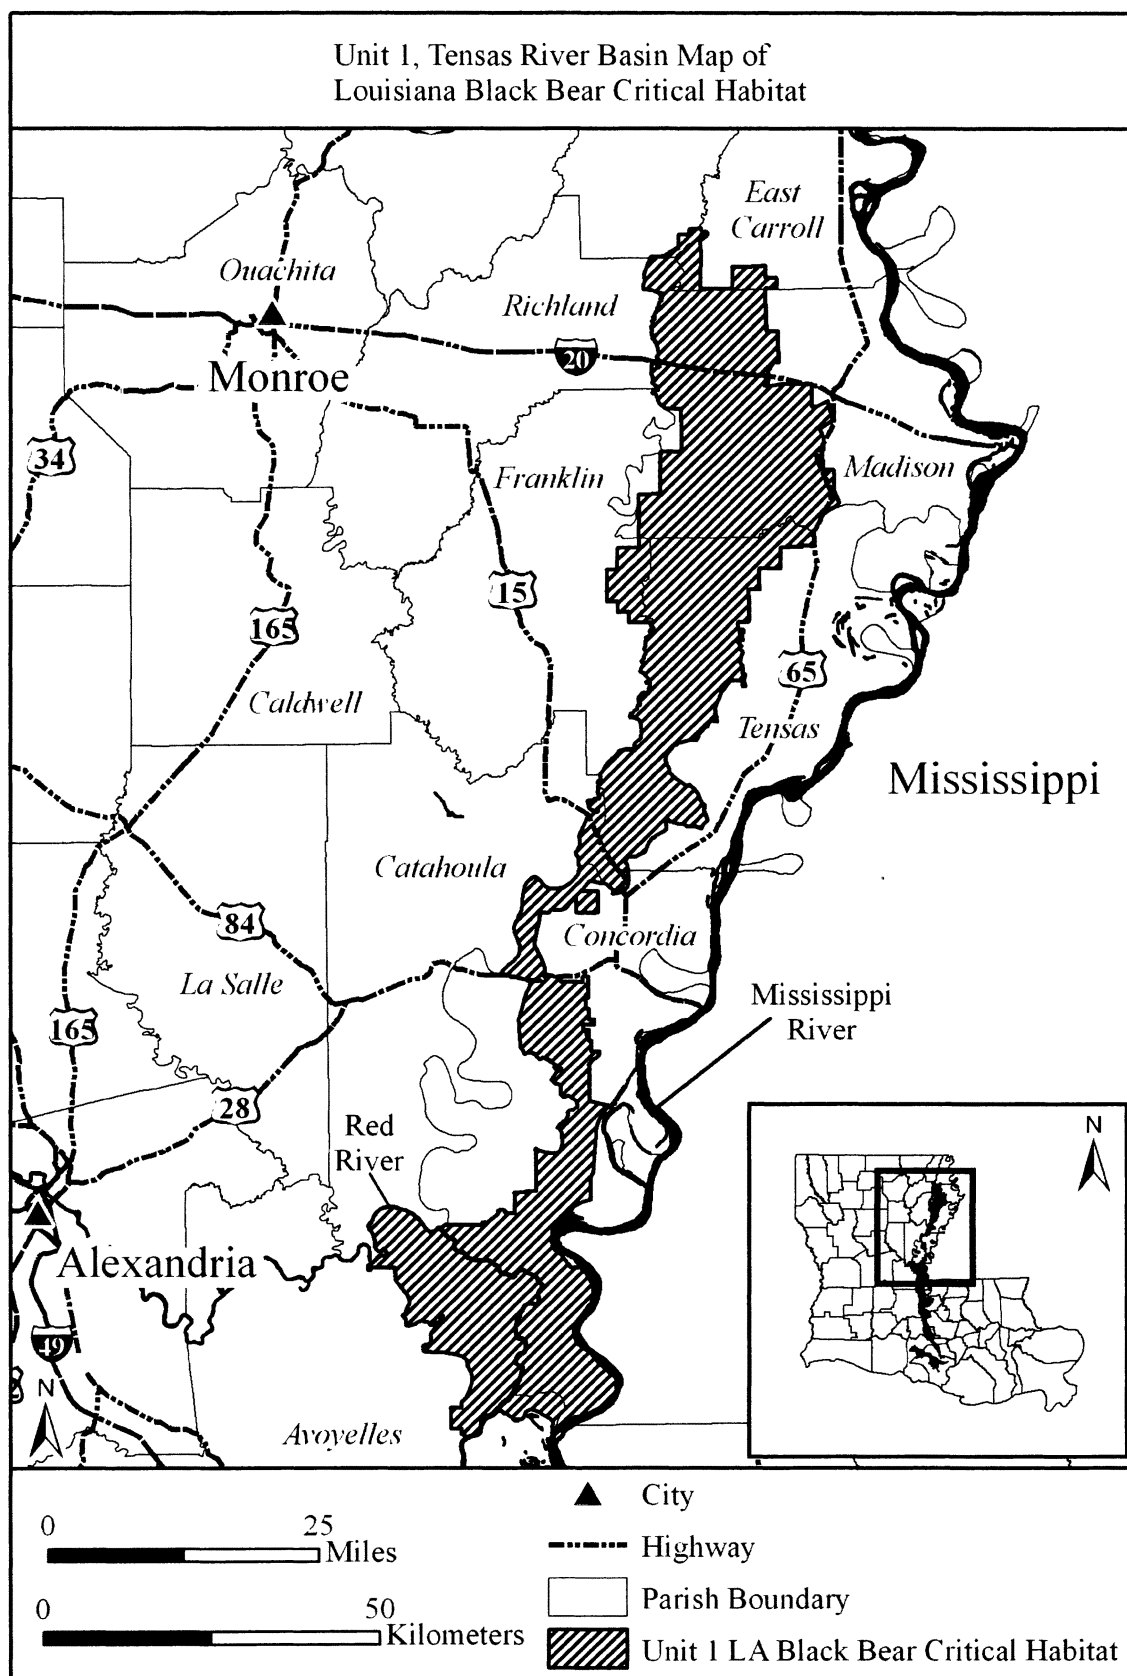 Unit 1, Tensas River Basin Map of
Louisiana Black Bear Critical Habitat
East
Carroll
Ouachita
Richland
20
Monroe
34
Franklin
Madison
15
165
65
Caldwell
Tensas
Mississippi
Catahoula
84
Concordia
La Salle
Mississippi
River
165
28
Red
River
N
Alexandria
49
N
Avoyelles
City
0 25
Miles
Highway
Parish Boundary
0 50
Kilometers
Unit 1 LA Black Bear Critical Habitat